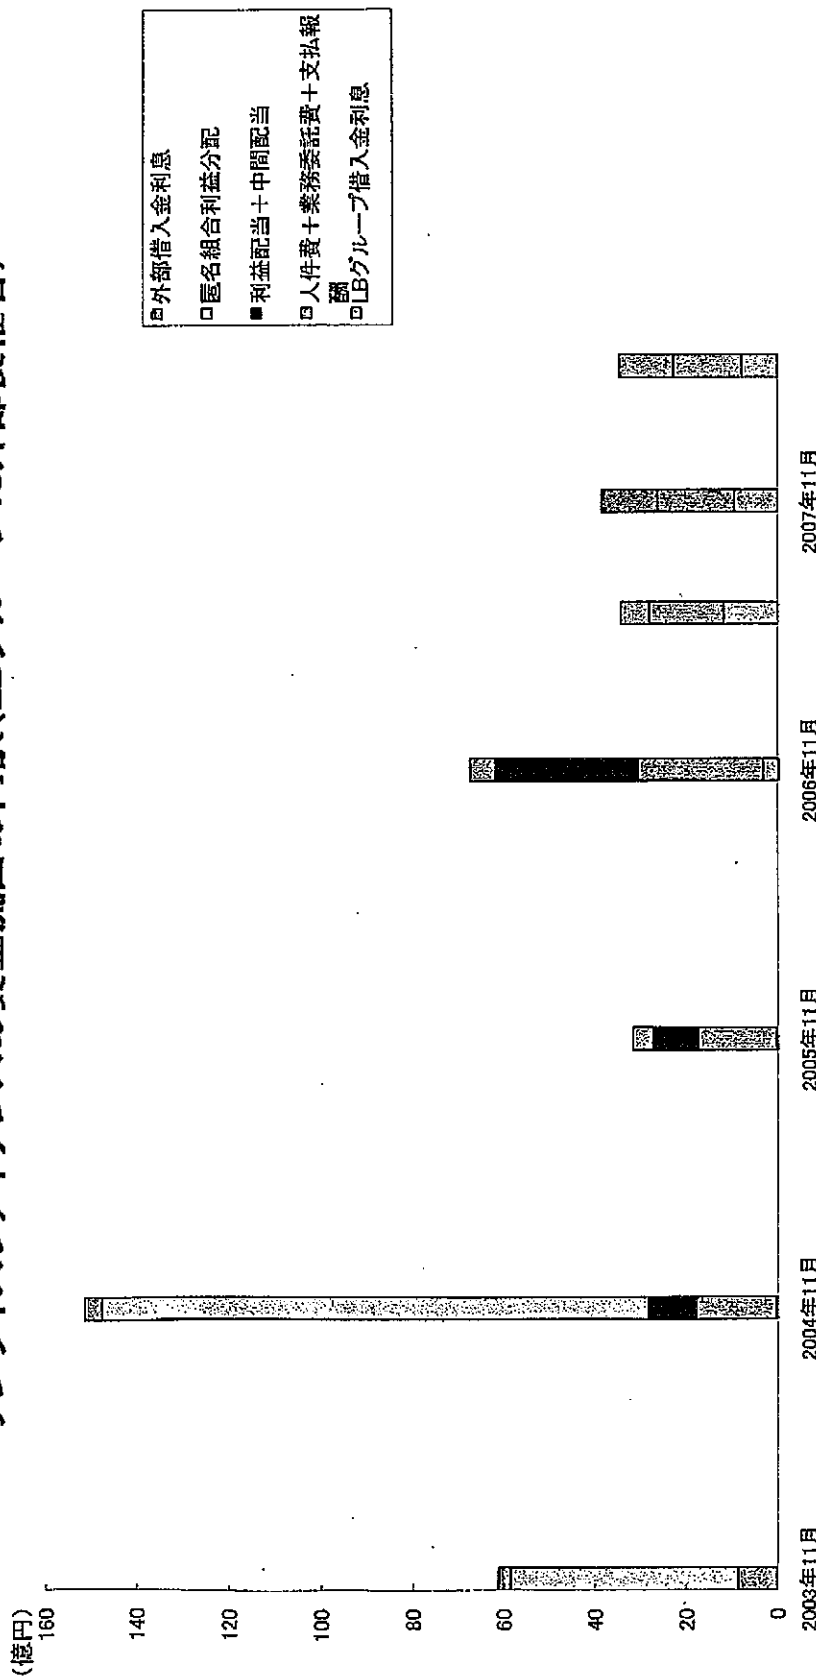 (億円)
160
140
120
100
80
60
40
20
0
2003年11月
2004年11月
2005年11月
2006年11月
2007年11月
外部借入金利息
匿名組合利益分配
利益配当+中間配当
人件費+業務委託費+支払報
酬
LBグループ借入金利息